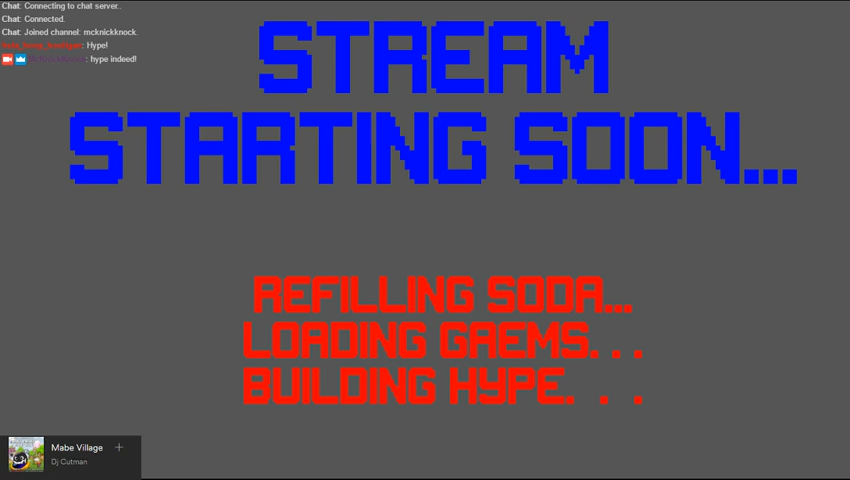 Chat: Connecting to chat server..
Chat: Connected.
Chat: Joined channel: mcknickknock.
: Hype!
: hype indeed!
STREAM
STARTING SOON...
REFILLING SODA...
LOADING GAEMS. . .
BUILDING HYPE. . .
Mabe Village +
Dj Cutman